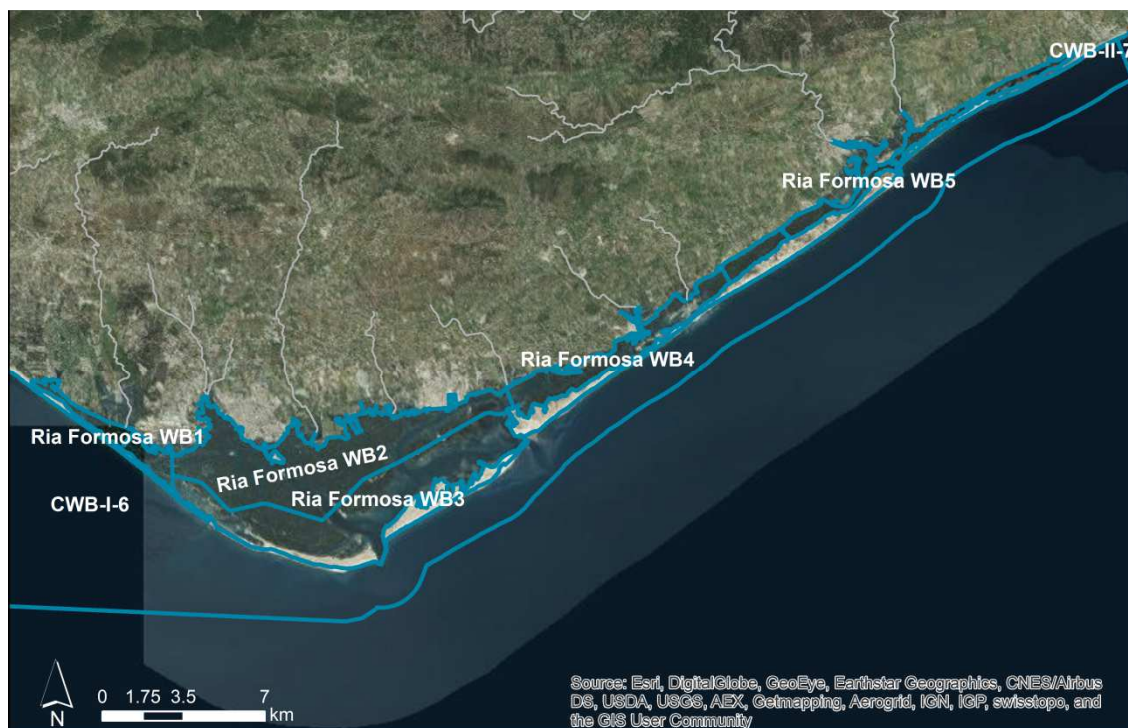 CWB-II-7
Ria Formosa WB5
Ria Formosa WB4
Ria Formosa WB1
Ria Formosa WB2
Ria Formosa WB3
CWB-I-6
N
0 1.75 3.5 7
km
Source: Esri, DigitalGlobe, GeoEye, Earthstar Geographics, CNES/Airbus
DS, USDA, USGS, AEX, Getmapping, Aerogrid, IGN, IGP, swisstopo, and
the GIS User Community